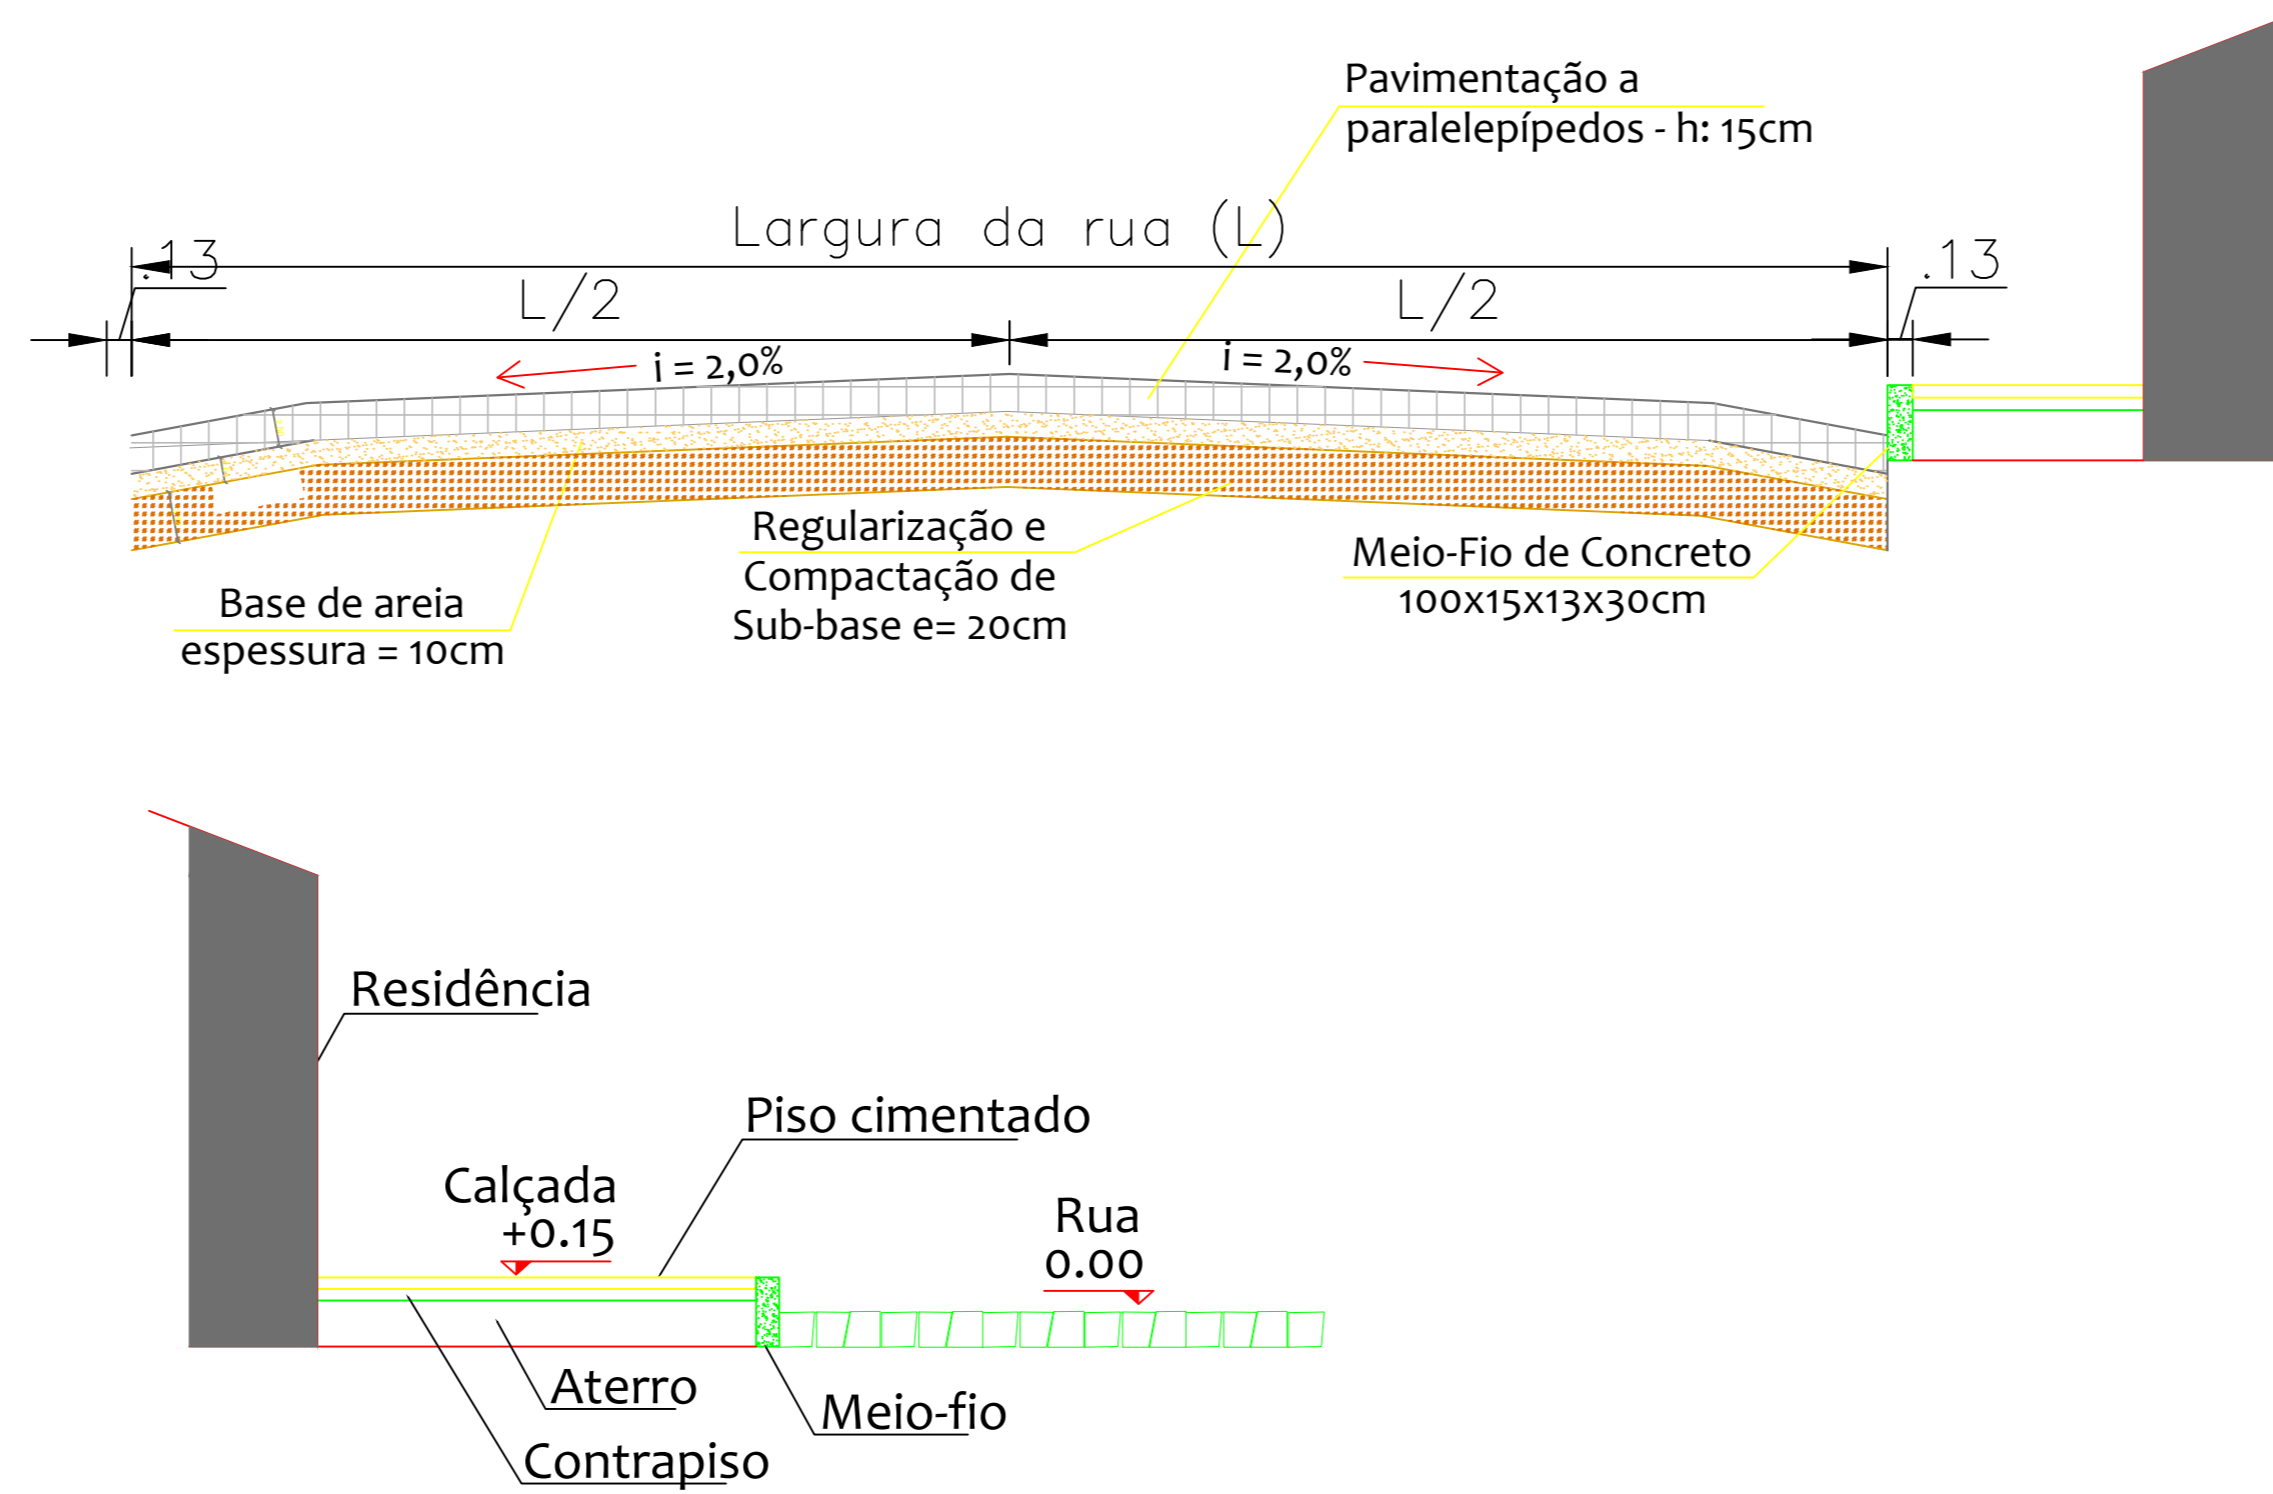 Pavimentação a
paralelepípedos - h: 15cm
Largura da rua (L)
.13
.13
L/2
L/2
i = 2,0%
i = 2,0%
Regularização e
Compactação de
Sub-base e= 20cm
Meio-Fio de Concreto
100x15x13x30cm
Base de areia
espessura = 10cm
Residência
Piso cimentado
Calçada
+0.15
Rua
0.00
Aterro
Meio-fio
Contrapiso